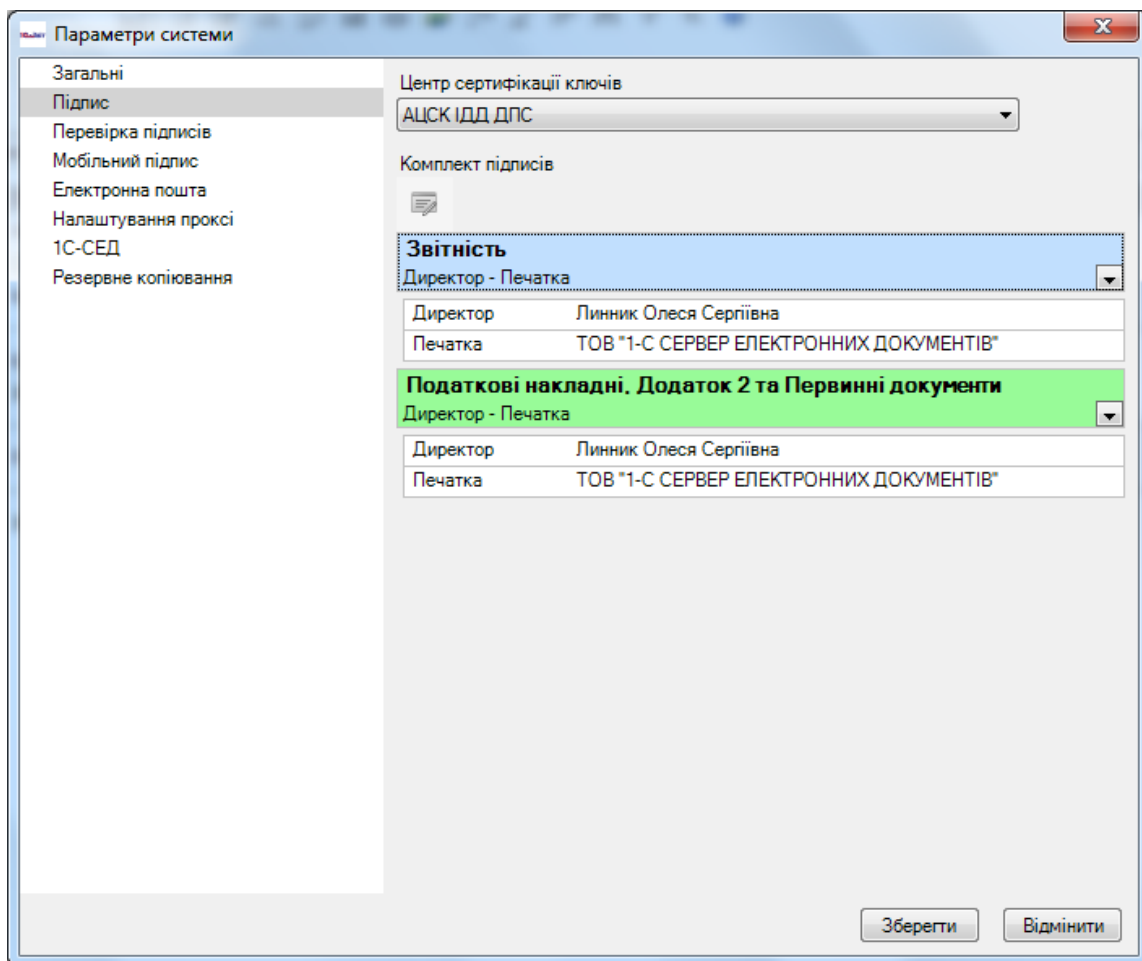 Параметри системи
Загальні
Підпис
Перевірка підписів
Мобільний підпис
Електронна пошта
Налаштування проксі
1С-СЕД
Резервне копіювання
Центр сертифікації ключів
АЦСК ІДД ДПС
Комплект підписів
Звітність
Директор - Печатка
Директор Линник Олеся Сергіївна
Печатка ТОВ "1-С СЕРВЕР ЕЛЕКТРОННИХ ДОКУМЕНТІВ"
Податкові накладні, Додаток 2 та Первинні документи
Директор - Печатка
Директор Линник Олеся Сергіївна
Печатка ТОВ "1-С СЕРВЕР ЕЛЕКТРОННИХ ДОКУМЕНТІВ"
Зберегти Відмінити